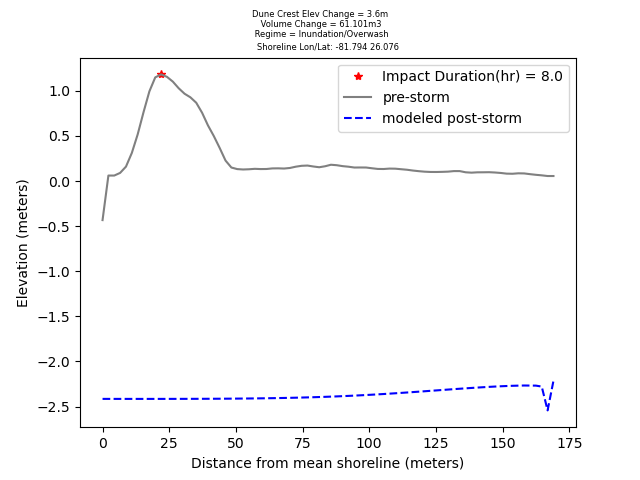 Dune Crest Elev Change = 3.6m
Volume Change = 61.101m3
Regime = Inundation/Overwash
Shoreline Lon/Lat: -81.794 26.076
Impact Duration(hr) = 8.0
pre-storm
modeled post-storm
1.0
0.5
0.0
−0.5
−1.0
−1.5
−2.0
−2.5
Elevation (meters)
0 25 50 75 100 125 150 175
Distance from mean shoreline (meters)